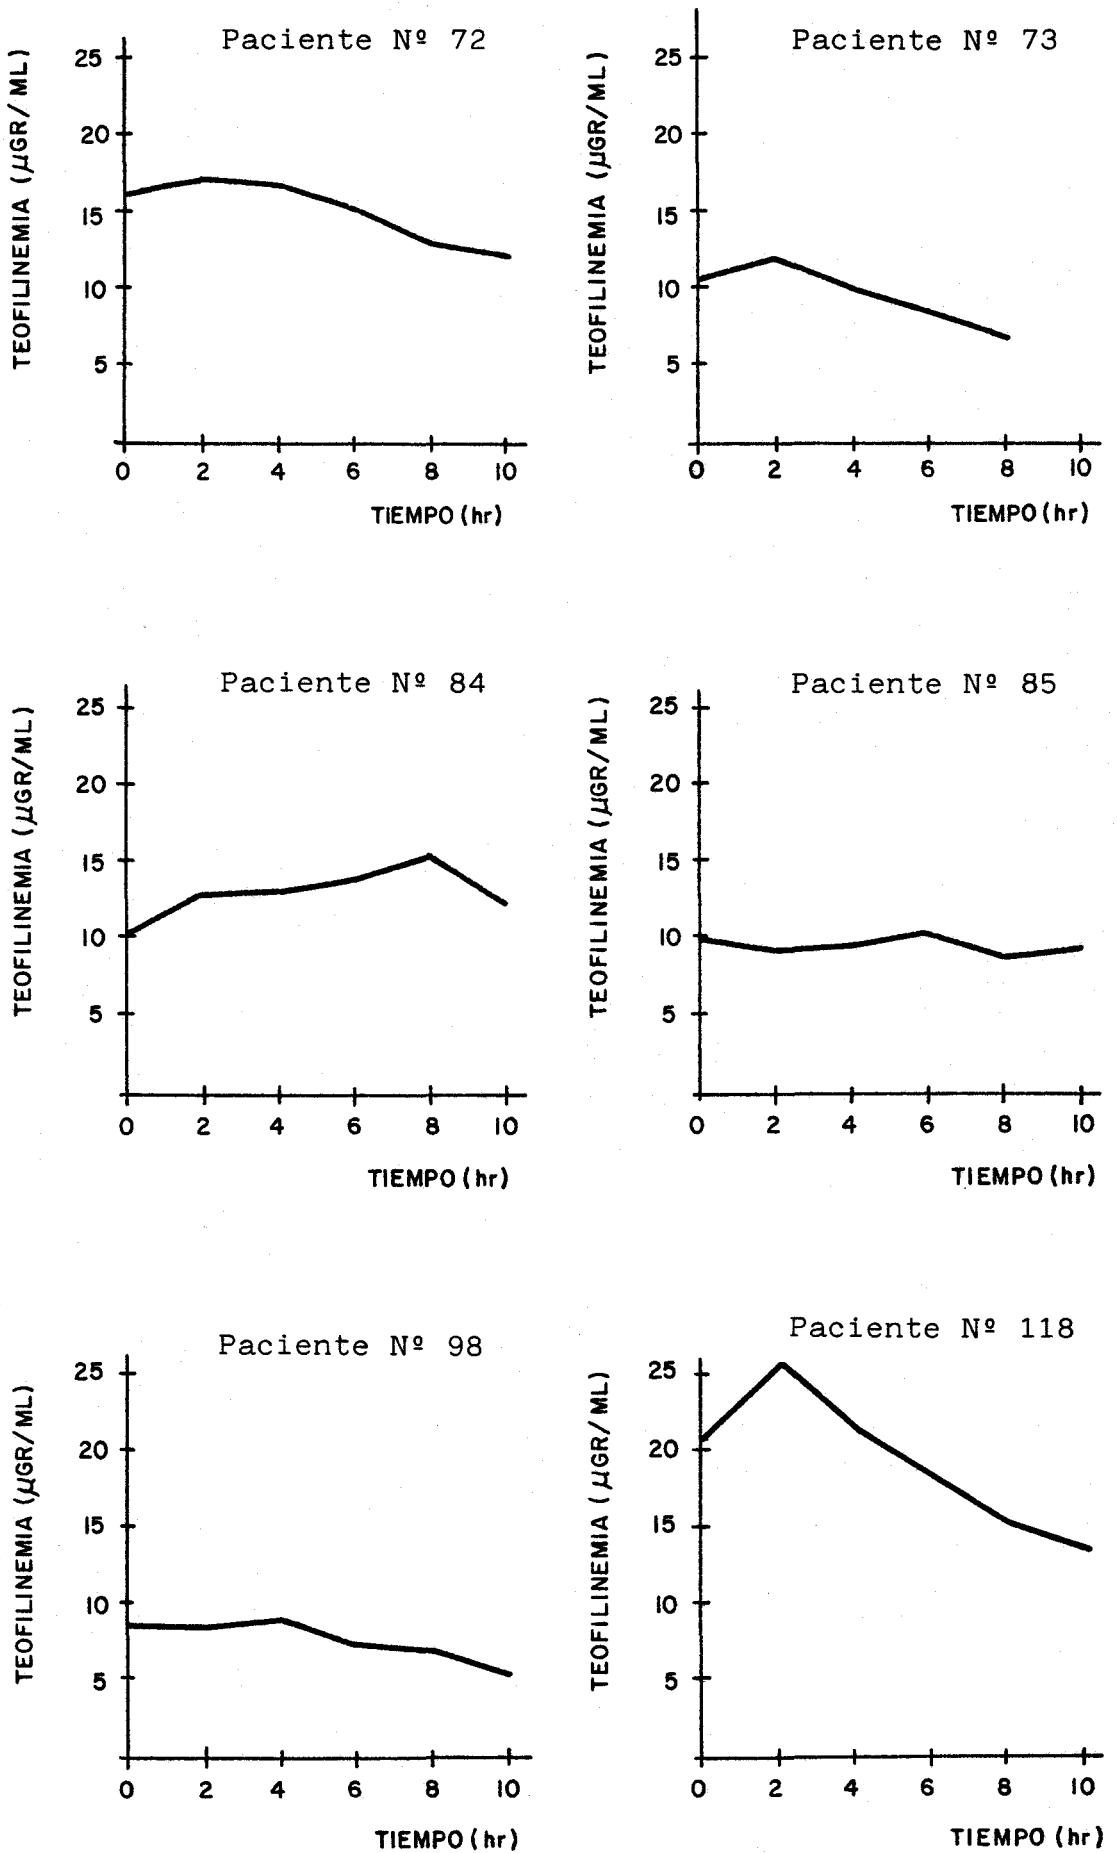 Paciente Nº 72
TEOFILINEMIA (µGR/ML)
25
20
15
10
5
0 2 4 6 8 10
TIEMPO (hr)
Paciente Nº 73
TEOFILINEMIA (µGR/ML)
25
20
15
10
5
0 2 4 6 8 10
TIEMPO (hr)
Paciente Nº 84
TEOFILINEMIA (µGR/ML)
25
20
15
10
5
0 2 4 6 8 10
TIEMPO (hr)
Paciente Nº 85
TEOFILINEMIA (µGR/ML)
25
20
15
10
5
0 2 4 6 8 10
TIEMPO (hr)
Paciente Nº 98
TEOFILINEMIA (µGR/ML)
25
20
15
10
5
0 2 4 6 8 10
TIEMPO (hr)
Paciente Nº 118
TEOFILINEMIA (µGR/ML)
25
20
15
10
5
0 2 4 6 8 10
TIEMPO (hr)